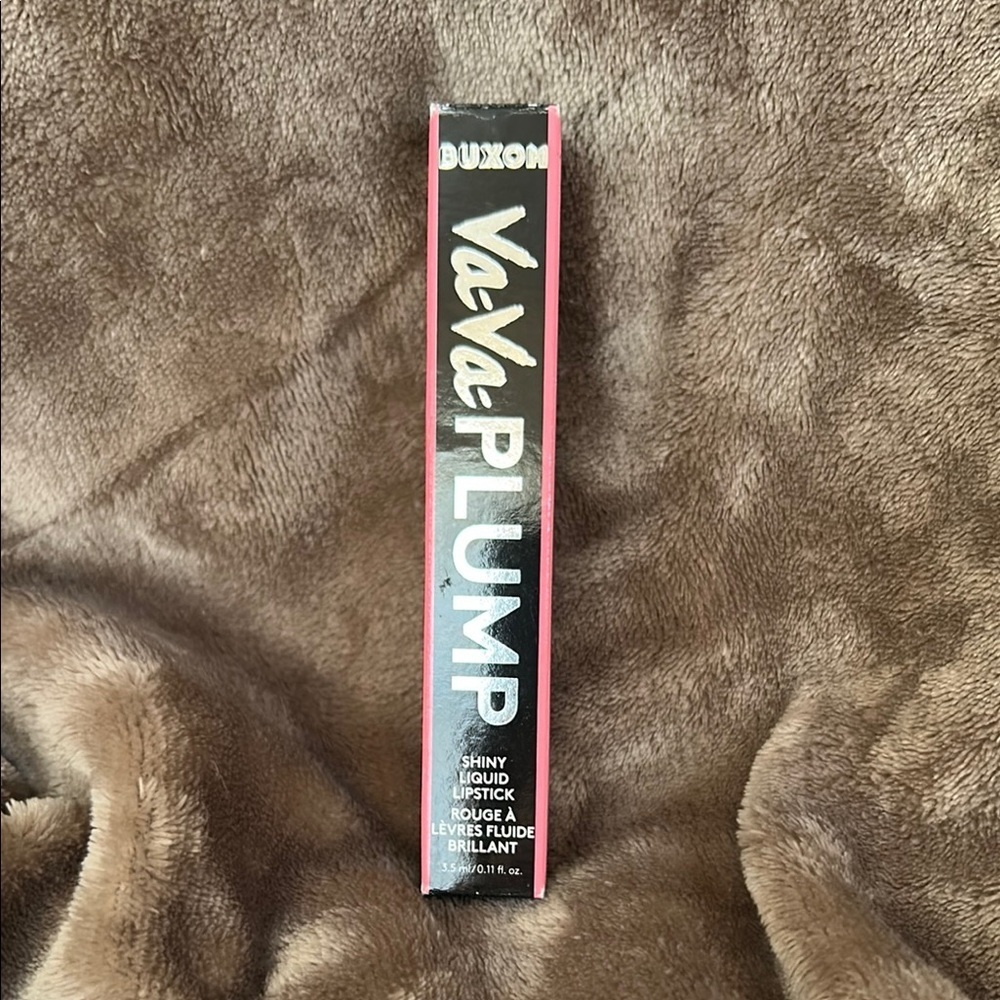 BUXOM
Va-Va-PLUMP
SHINY
LIQUID
LIPSTICK
ROUGE À
LÈVRES FLUIDE
BRILLANT
3.5 ml/0.11 fl. oz.